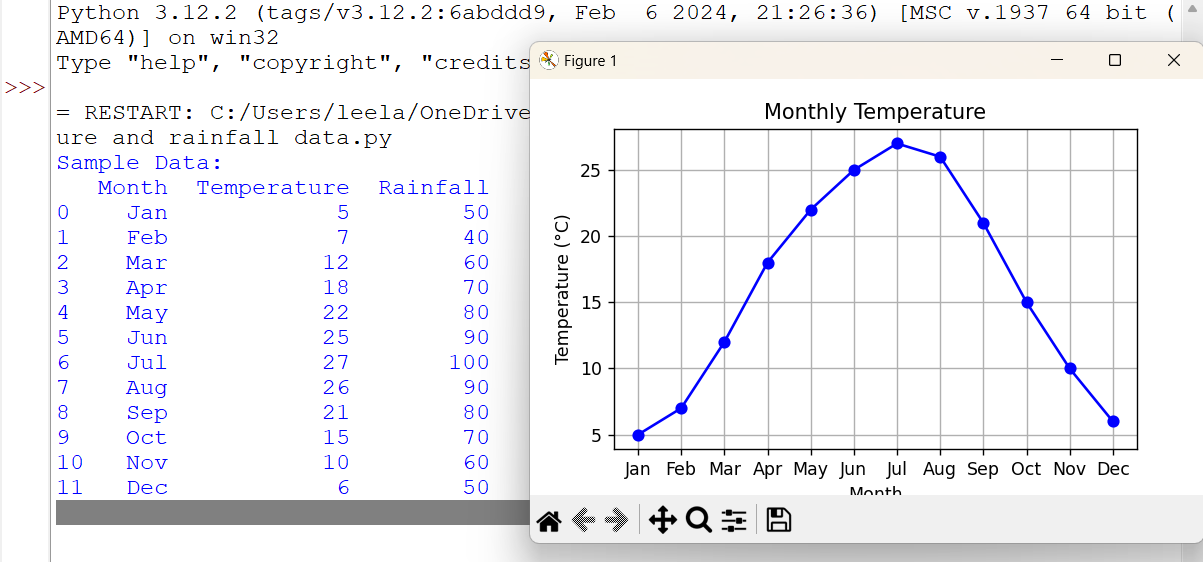 Python 3.12.2 (tags/v3.12.2:6abddd9, Feb  6 2024, 21:26:36) [MSC v.1937 64 bit (
AMD64)] on win32
Type "help", "copyright", "credits
>>>
= RESTART: C:/Users/leela/OneDrive
ure and rainfall data.py
Sample Data:
Month Temperature Rainfall
0 Jan 5 50
1 Feb 7 40
2 Mar 12 60
3 Apr 18 70
4 May 22 80
5 Jun 25 90
6 Jul 27 100
7 Aug 26 90
8 Sep 21 80
9 Oct 15 70
10 Nov 10 60
11 Dec 6 50
Figure 1
Monthly Temperature
Temperature (°C)
25
20
15
10
5
Jan Feb Mar Apr May Jun Jul Aug Sep Oct Nov Dec
Month